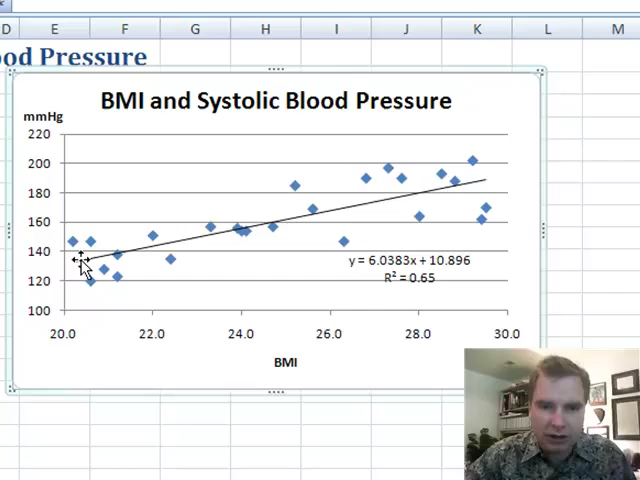 D E F G H I J K L M
ood Pressure
BMI and Systolic Blood Pressure
mmHg
220
200
180
160
140
120
100
y = 6.0383x + 10.896
R² = 0.65
20.0 22.0 24.0 26.0 28.0 30.0
BMI